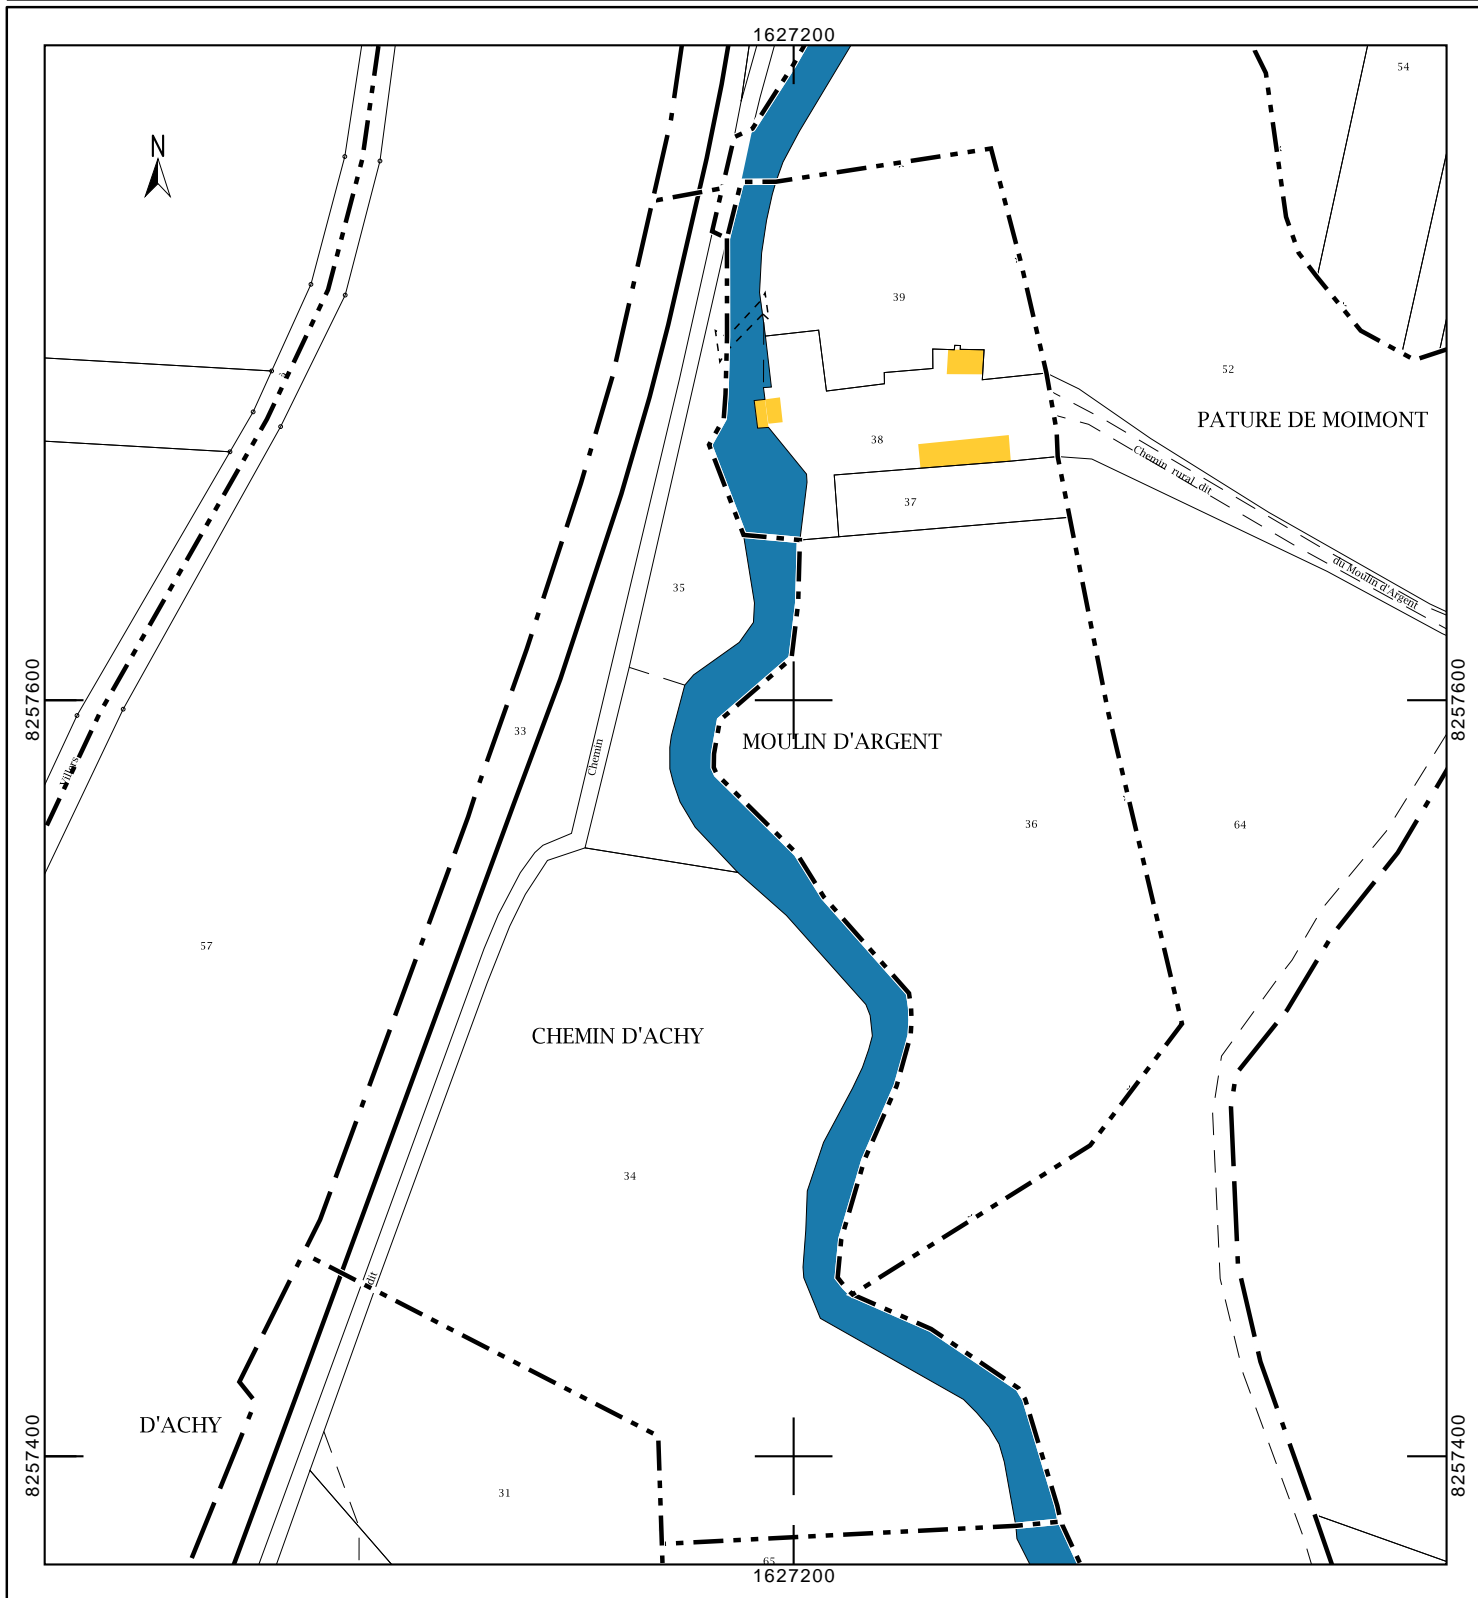 1627200
54
N
39
52
PATURE DE MOIMONT
38
Chemin rural dit
37
du Moulin d'Argent
35
8257600
8257600
33
MOULIN D'ARGENT
Chemin
Villers
36
64
57
CHEMIN D'ACHY
34
dit
D'ACHY
8257400
8257400
31
65
1627200